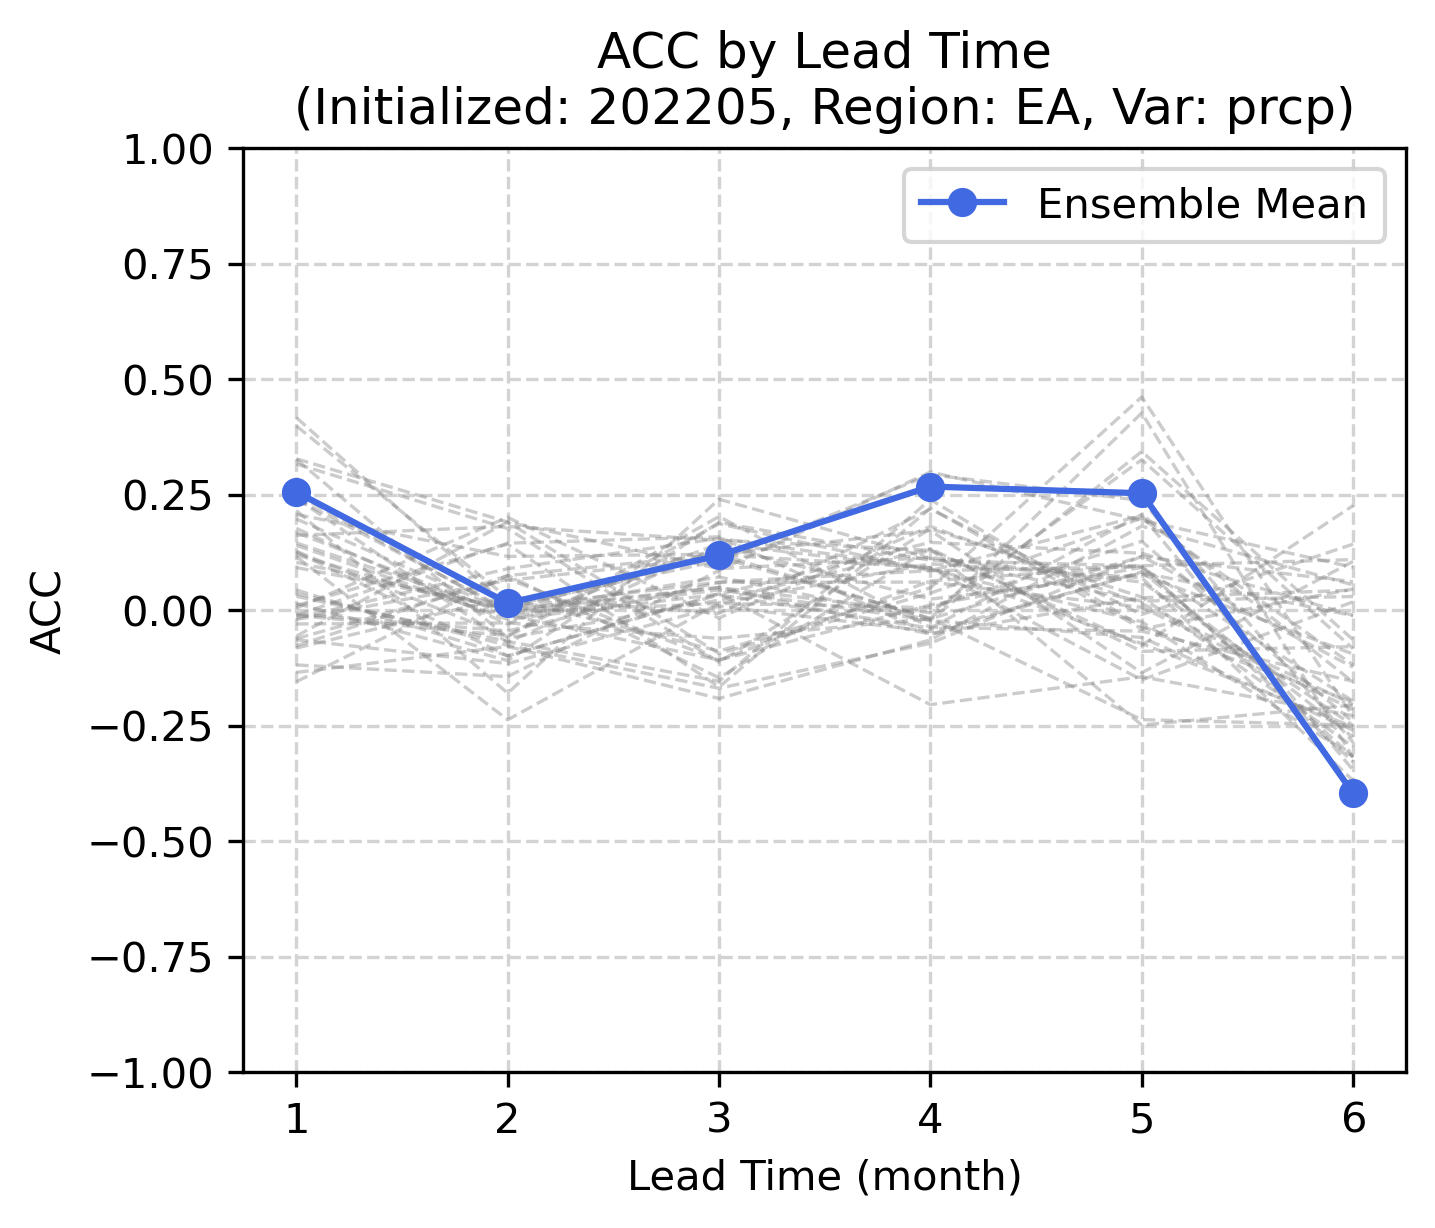 ACC by Lead Time
(Initialized: 202205, Region: EA, Var: prcp)
1.00
Ensemble Mean
0.75
0.50
0.25
0.00
ACC
−0.25
−0.50
−0.75
−1.00
1 2 3 4 5 6
Lead Time (month)